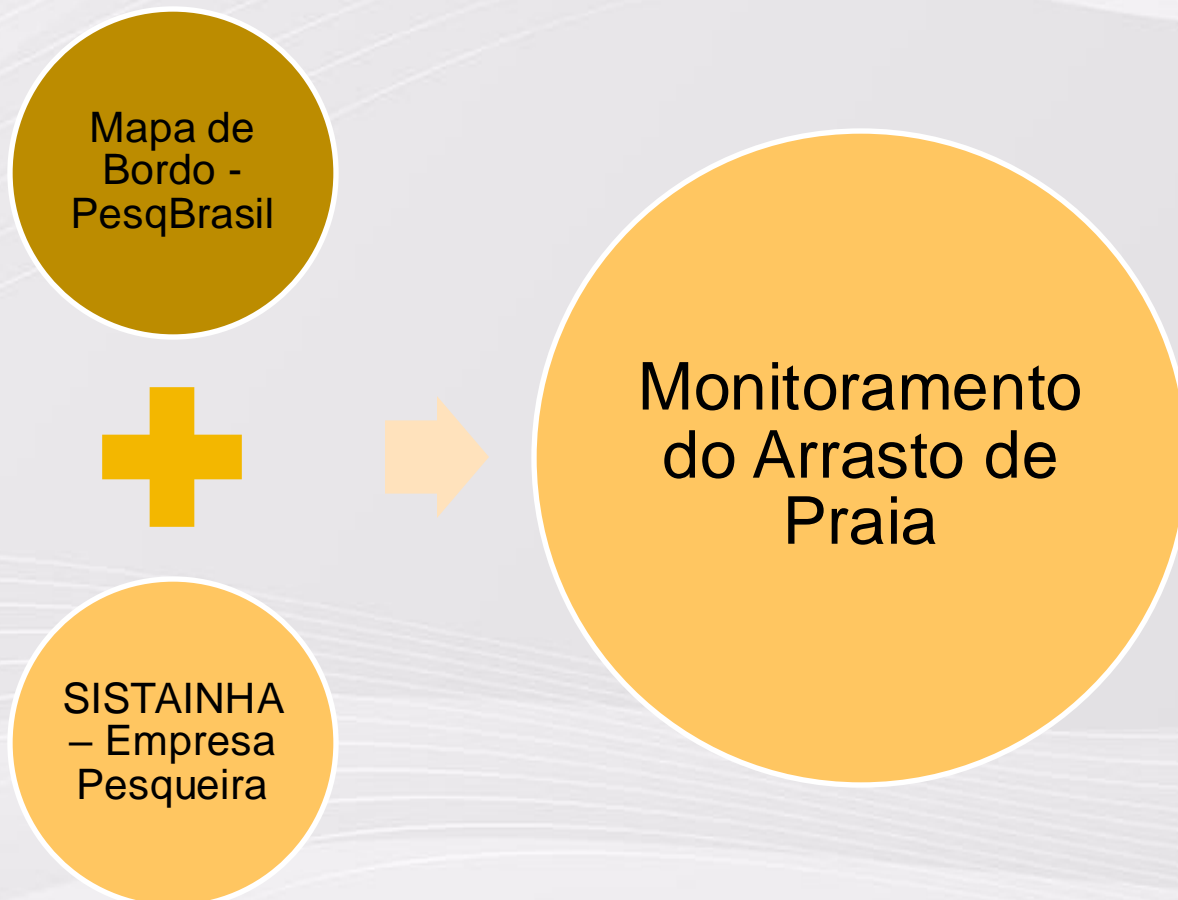 Mapa de
Bordo -
PesqBrasil
SISTAINHA
– Empresa
Pesqueira
Monitoramento
do Arrasto de
Praia